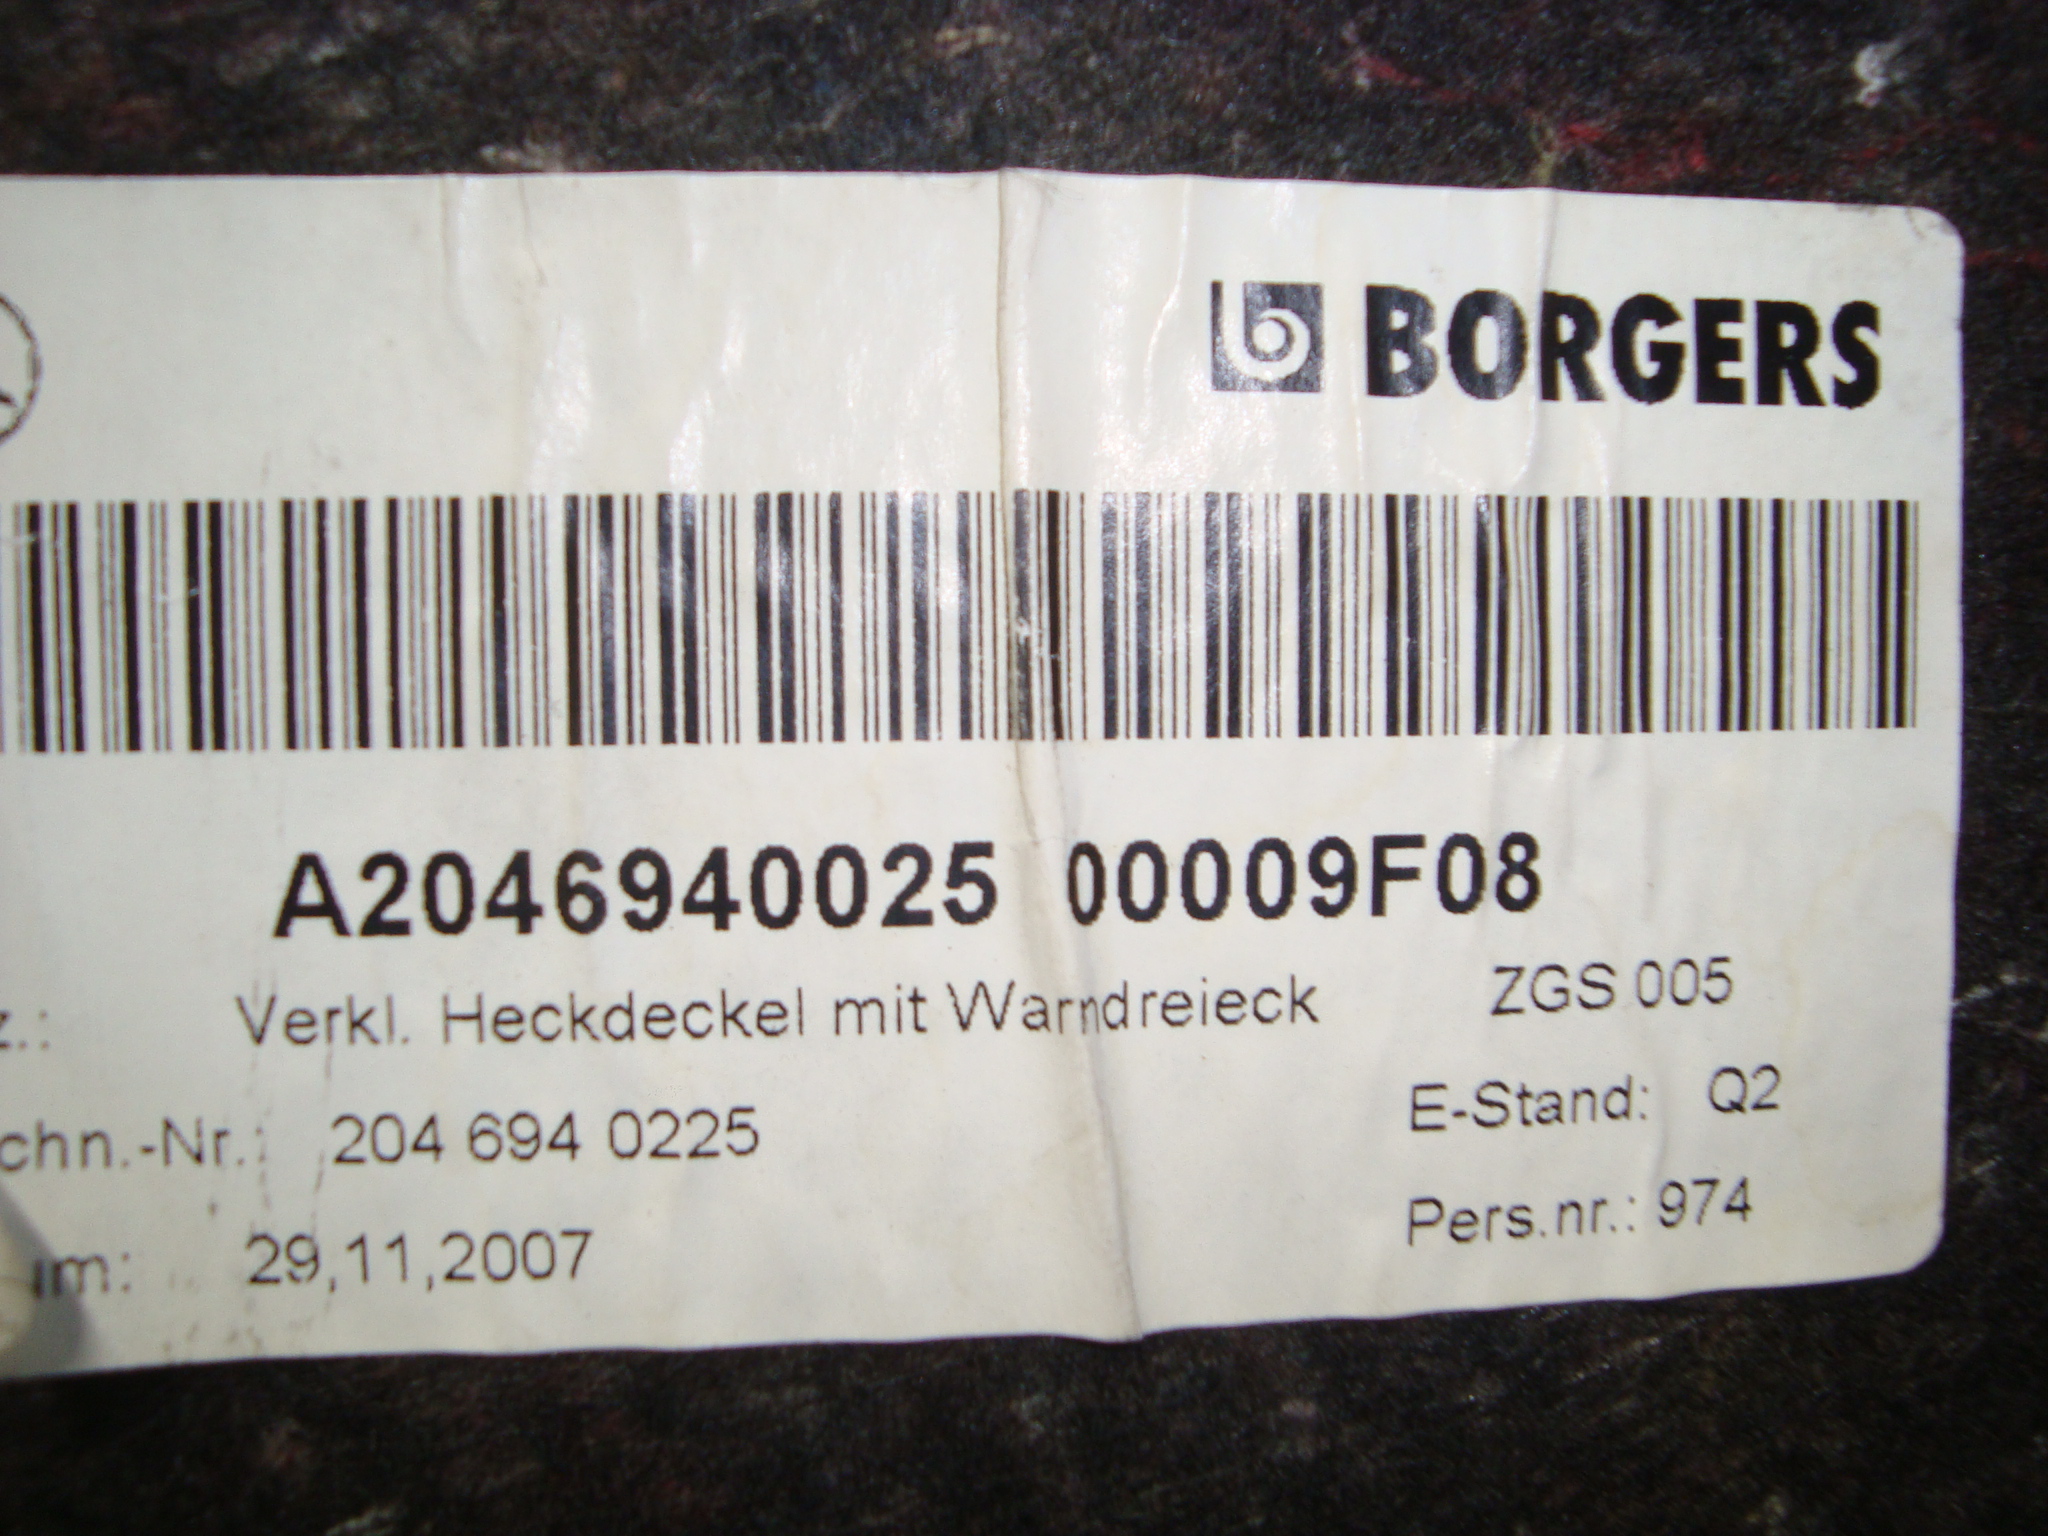 BORGERS
A2046940025 00009F08
z.: Verkl. Heckdeckel mit Warndreieck ZGS 005
chn.-Nr.: 204 694 0225 E-Stand: Q2
um: 29,11,2007 Pers.nr.: 974